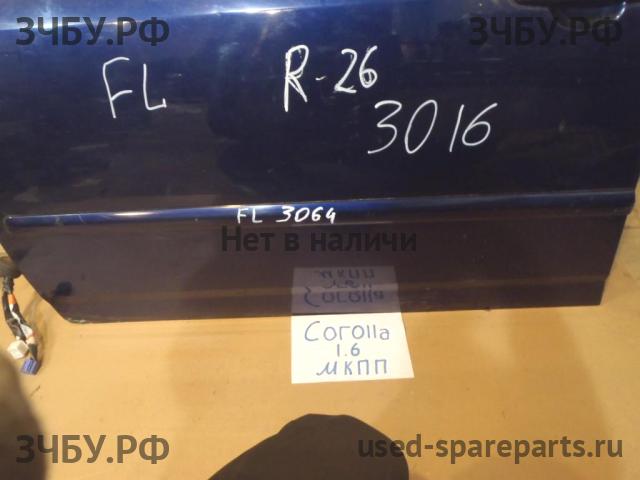 ЗЧБУ.РФ
ЗЧБУ.РФ
FL
R-26
3016
FL 3064
Нет в наличи
Corolla
1.6
МКПП
ЗЧБУ.РФ
used-spareparts.ru